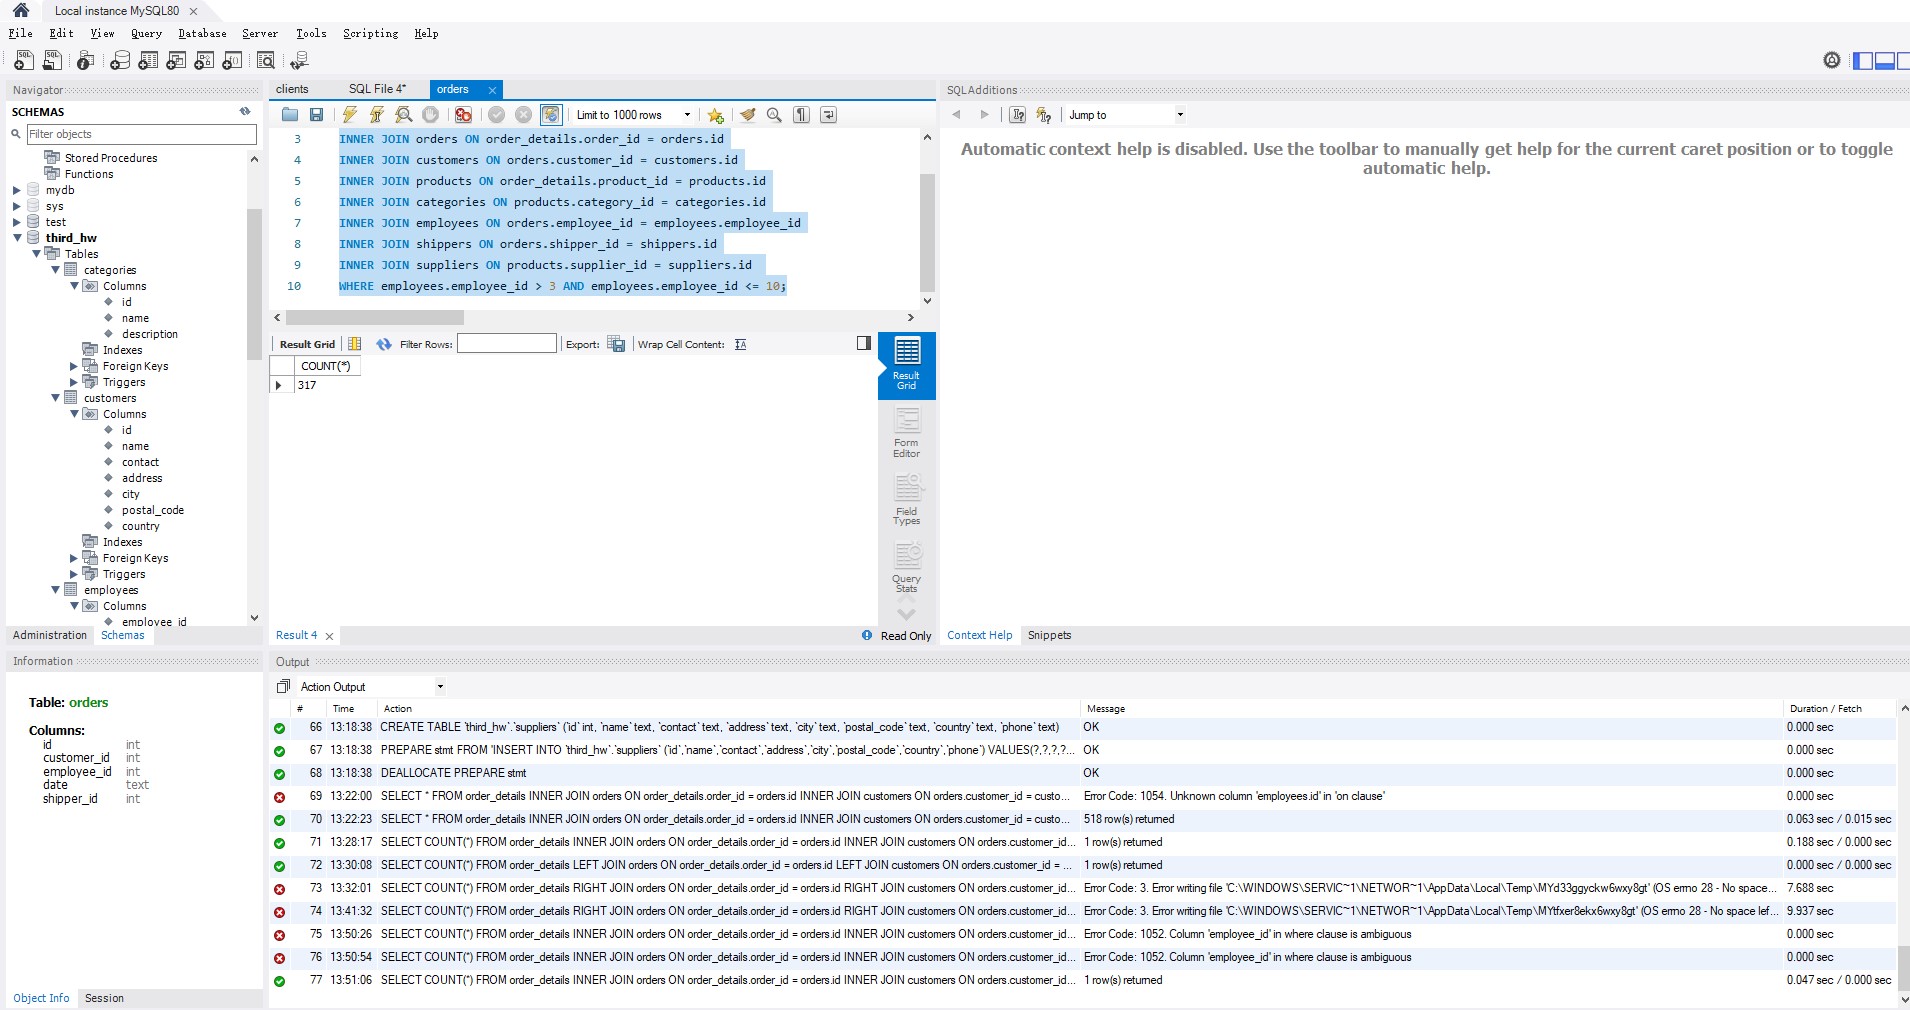 Local instance MySQL80
File Edit View Query Database Server Tools Scripting Help
Navigator
SCHEMAS
Filter objects
Stored Procedures
Functions
mydb
sys
test
third_hw
Tables
categories
Columns
id
name
description
Indexes
Foreign Keys
Triggers
customers
Columns
id
name
contact
address
city
postal_code
country
Indexes
Foreign Keys
Triggers
employees
Columns
employee_id
Administration Schemas
Information
Table: orders
Columns:
id int
customer_id int
employee_id int
date text
shipper_id int
Object Info Session
clients SQL File 4* orders
Limit to 1000 rows
3 INNER JOIN orders ON order_details.order_id = orders.id
4 INNER JOIN customers ON orders.customer_id = customers.id
5 INNER JOIN products ON order_details.product_id = products.id
6 INNER JOIN categories ON products.category_id = categories.id
7 INNER JOIN employees ON orders.employee_id = employees.employee_id
8 INNER JOIN shippers ON orders.shipper_id = shippers.id
9 INNER JOIN suppliers ON products.supplier_id = suppliers.id
10 WHERE employees.employee_id > 3 AND employees.employee_id <= 10;
Result Grid Filter Rows: Export: Wrap Cell Content:
COUNT(*)
317
Result
Grid
Form
Editor
Field
Types
Query
Stats
Result 4 Read Only
SQLAdditions
Jump to
Automatic context help is disabled. Use the toolbar to manually get help for the current caret position or to toggle
automatic help.
Context Help Snippets
Output
Action Output
# Time Action Message Duration / Fetch
66 13:18:38 CREATE TABLE `third_hw`.`suppliers` (`id` int, `name` text, `contact` text, `address` text, `city` text, `postal_code` text, `country` text, `phone` text) OK 0.000 sec
67 13:18:38 PREPARE stmt FROM 'INSERT INTO `third_hw`.`suppliers` (`id`,`name`,`contact`,`address`,`city`,`postal_code`,`country`,`phone`) VALUES(?,?,?,?... OK 0.000 sec
68 13:18:38 DEALLOCATE PREPARE stmt OK 0.000 sec
69 13:22:00 SELECT * FROM order_details INNER JOIN orders ON order_details.order_id = orders.id INNER JOIN customers ON orders.customer_id = custo... Error Code: 1054. Unknown column 'employees.id' in 'on clause' 0.000 sec
70 13:22:23 SELECT * FROM order_details INNER JOIN orders ON order_details.order_id = orders.id INNER JOIN customers ON orders.customer_id = custo... 518 row(s) returned 0.063 sec / 0.015 sec
71 13:28:17 SELECT COUNT(*) FROM order_details INNER JOIN orders ON order_details.order_id = orders.id INNER JOIN customers ON orders.customer_id... 1 row(s) returned 0.188 sec / 0.000 sec
72 13:30:08 SELECT COUNT(*) FROM order_details LEFT JOIN orders ON order_details.order_id = orders.id LEFT JOIN customers ON orders.customer_id = ... 1 row(s) returned 0.000 sec / 0.000 sec
73 13:32:01 SELECT COUNT(*) FROM order_details RIGHT JOIN orders ON order_details.order_id = orders.id RIGHT JOIN customers ON orders.customer_id... Error Code: 3. Error writing file 'C:\WINDOWS\SERVIC~1\NETWOR~1\AppData\Local\Temp\MYd33ggyckw6wxy8gt' (OS errno 28 - No space... 7.688 sec
74 13:41:32 SELECT COUNT(*) FROM order_details RIGHT JOIN orders ON order_details.order_id = orders.id RIGHT JOIN customers ON orders.customer_id... Error Code: 3. Error writing file 'C:\WINDOWS\SERVIC~1\NETWOR~1\AppData\Local\Temp\MYtfxer8ekx6wxy8gt' (OS errno 28 - No space lef... 9.937 sec
75 13:50:26 SELECT COUNT(*) FROM order_details INNER JOIN orders ON order_details.order_id = orders.id INNER JOIN customers ON orders.customer_id... Error Code: 1052. Column 'employee_id' in where clause is ambiguous 0.000 sec
76 13:50:54 SELECT COUNT(*) FROM order_details INNER JOIN orders ON order_details.order_id = orders.id INNER JOIN customers ON orders.customer_id... Error Code: 1052. Column 'employee_id' in where clause is ambiguous 0.000 sec
77 13:51:06 SELECT COUNT(*) FROM order_details INNER JOIN orders ON order_details.order_id = orders.id INNER JOIN customers ON orders.customer_id... 1 row(s) returned 0.047 sec / 0.000 sec